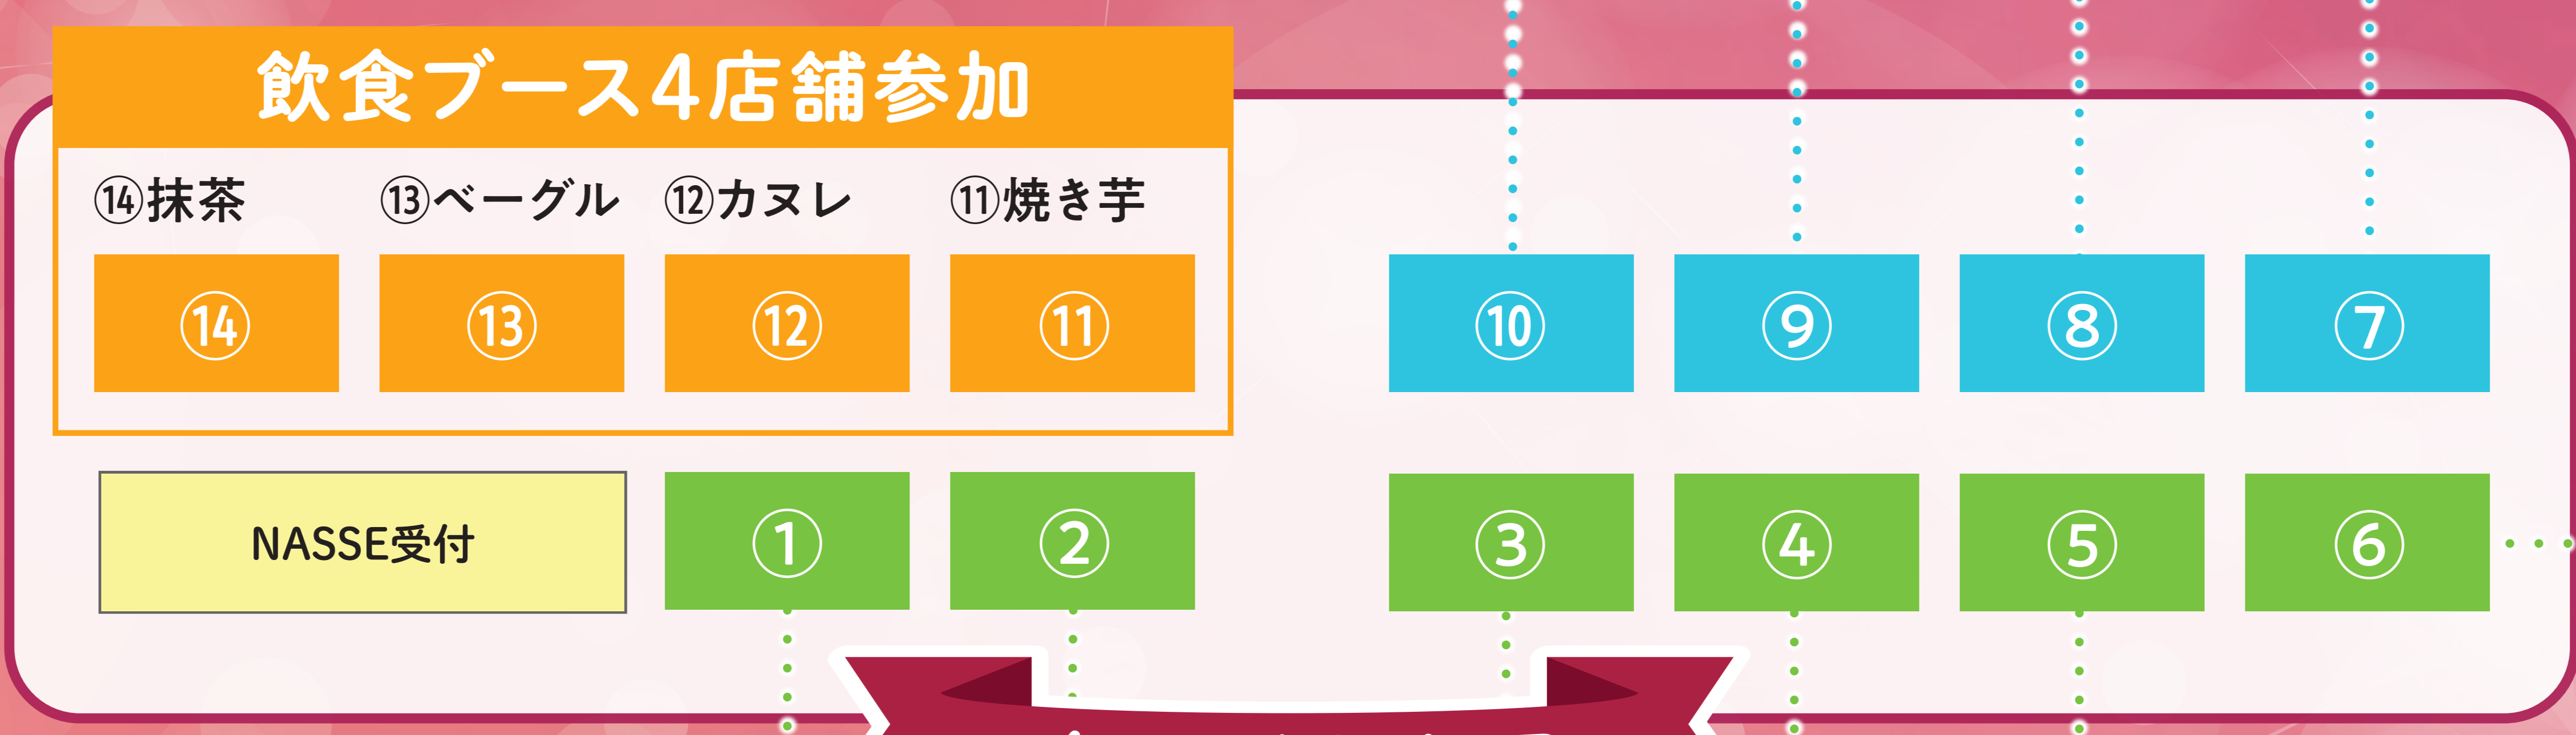 飲食ブース4店舗参加
⑭抹茶 ⑬ベーグル ⑫カヌレ ⑪焼き芋
⑭ ⑬ ⑫ ⑪ ⑩ ⑨ ⑧ ⑦
NASSE受付 ① ② ③ ④ ⑤ ⑥